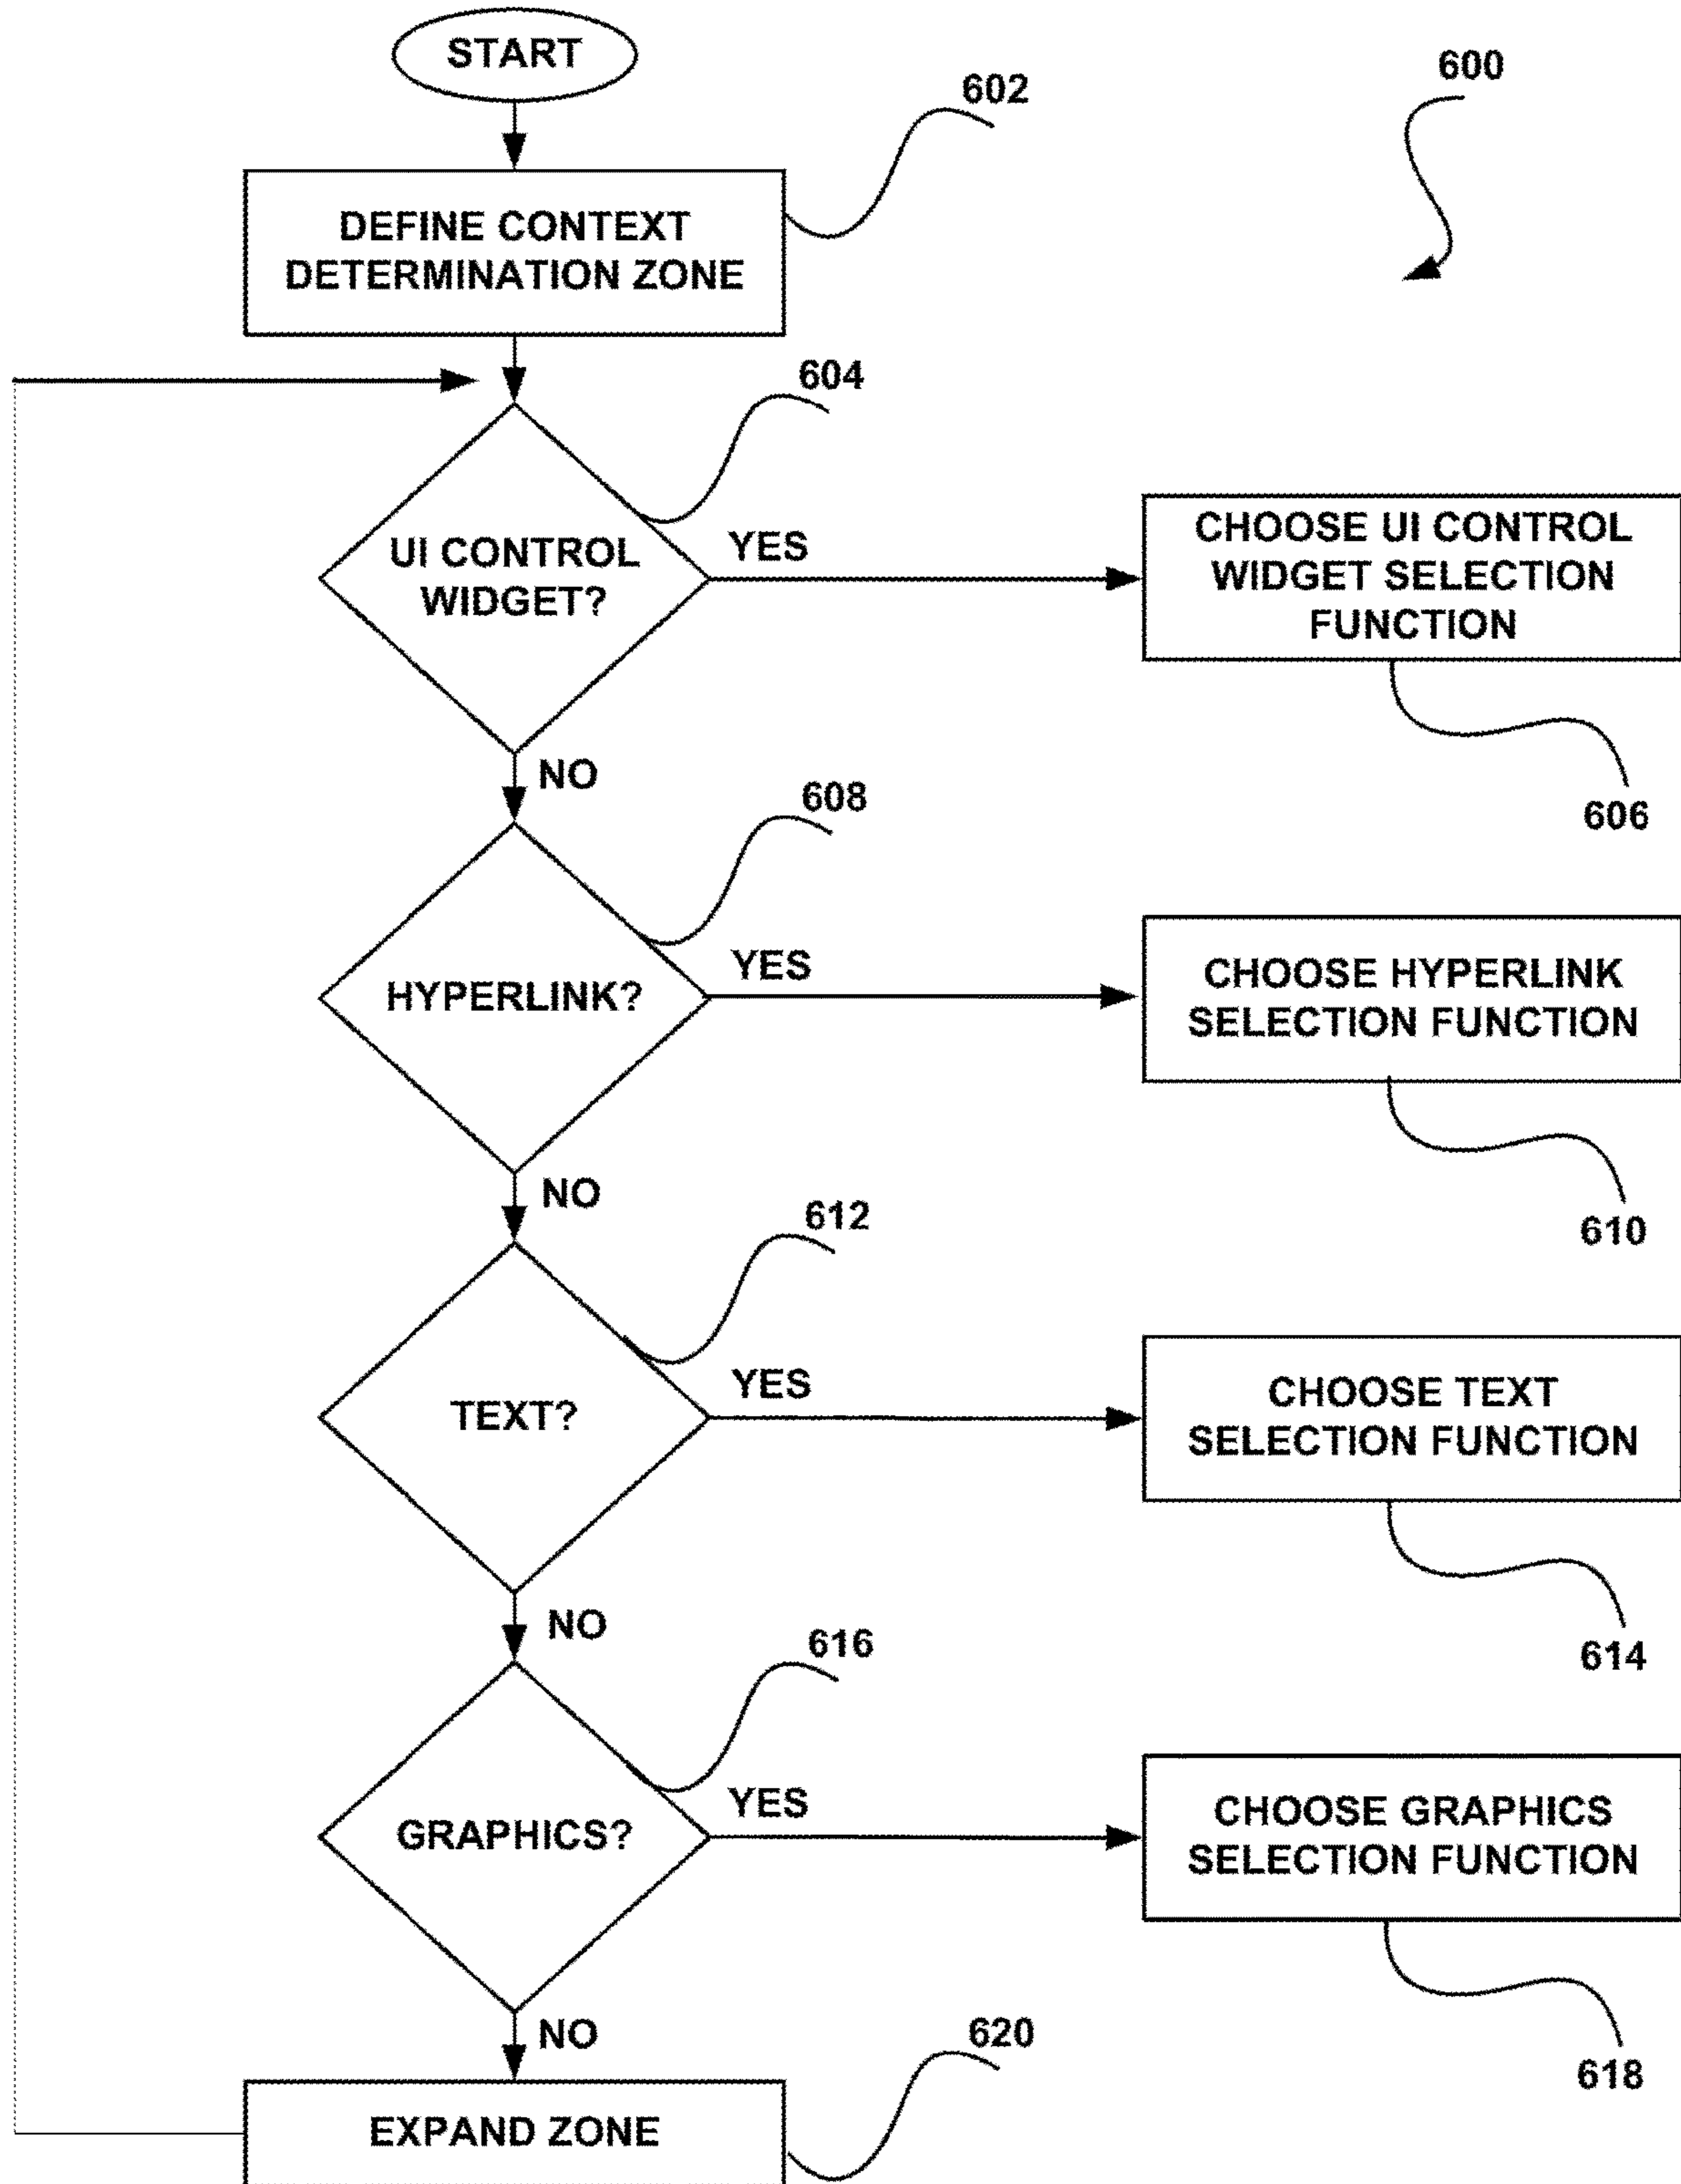 START
602
600
DEFINE CONTEXT
DETERMINATION ZONE
604
UI CONTROL
WIDGET?
YES
CHOOSE UI CONTROL
WIDGET SELECTION
FUNCTION
606
NO
608
HYPERLINK?
YES
CHOOSE HYPERLINK
SELECTION FUNCTION
610
NO
612
TEXT?
YES
CHOOSE TEXT
SELECTION FUNCTION
614
NO
616
GRAPHICS?
YES
CHOOSE GRAPHICS
SELECTION FUNCTION
618
NO
620
EXPAND ZONE